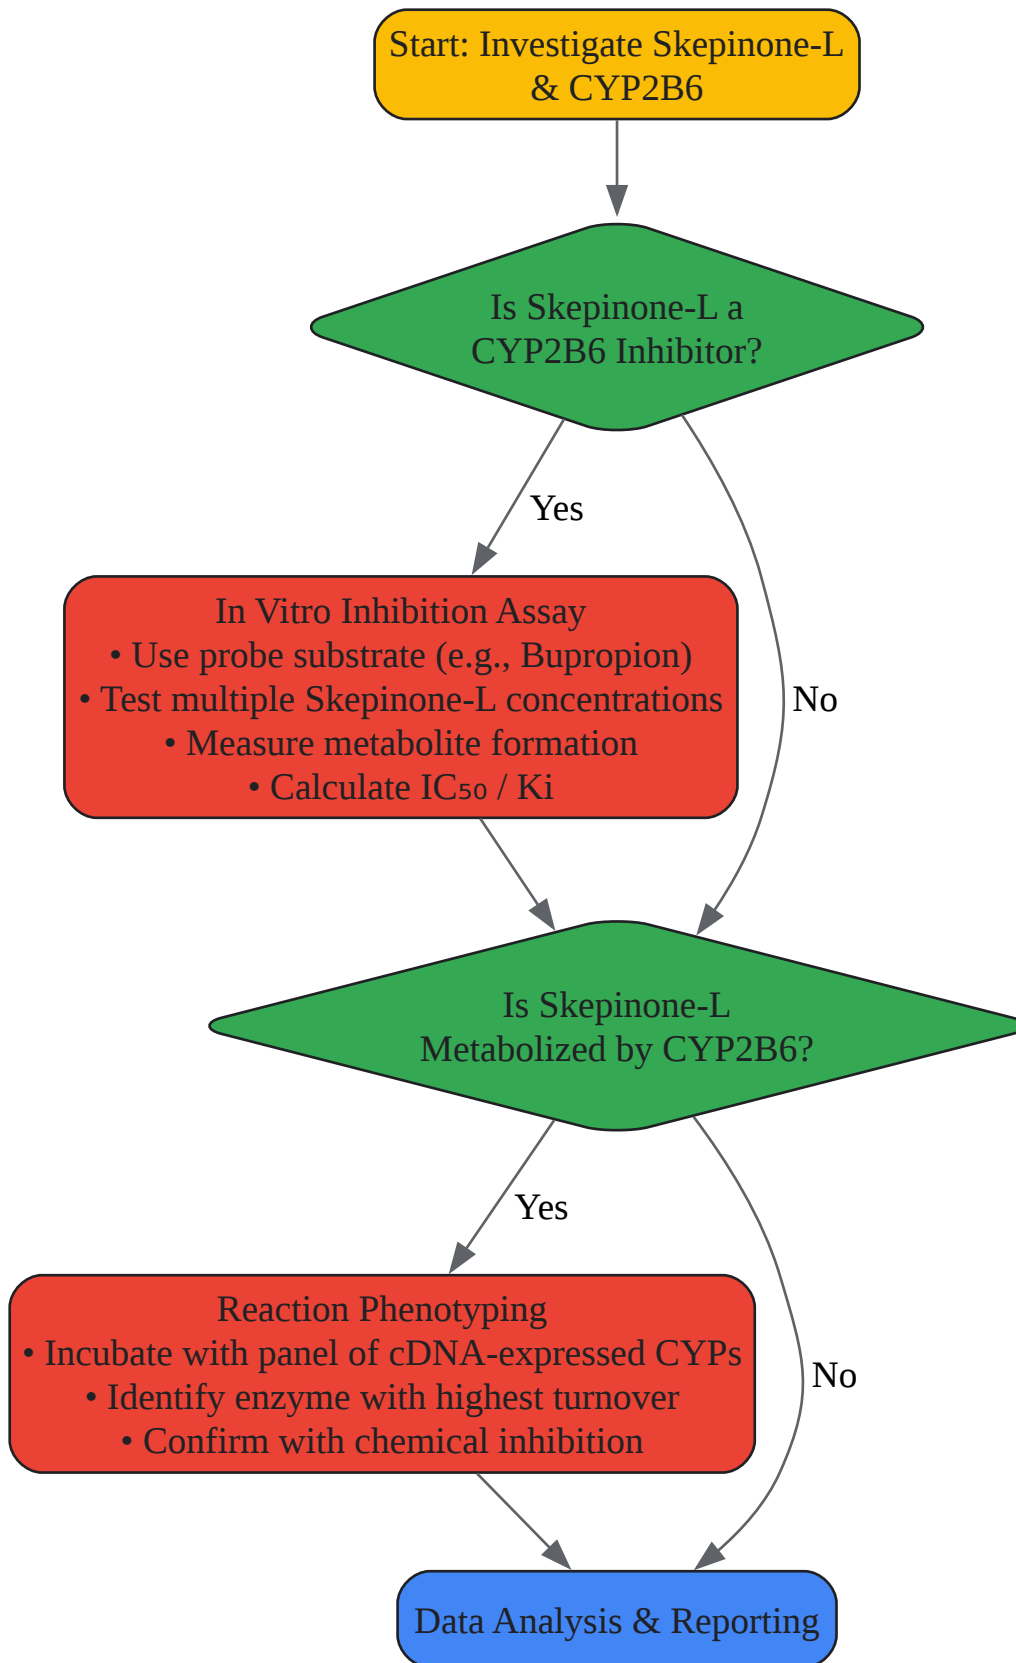 Start: Investigate Skepinone-L
& CYP2B6
Is Skepinone-L a
CYP2B6 Inhibitor?
Yes
In Vitro Inhibition Assay
• Use probe substrate (e.g., Bupropion)
• Test multiple Skepinone-L concentrations
• Measure metabolite formation
• Calculate IC₅₀ / Ki
No
Is Skepinone-L
Metabolized by CYP2B6?
Yes
Reaction Phenotyping
• Incubate with panel of cDNA-expressed CYPs
• Identify enzyme with highest turnover
• Confirm with chemical inhibition
No
Data Analysis & Reporting